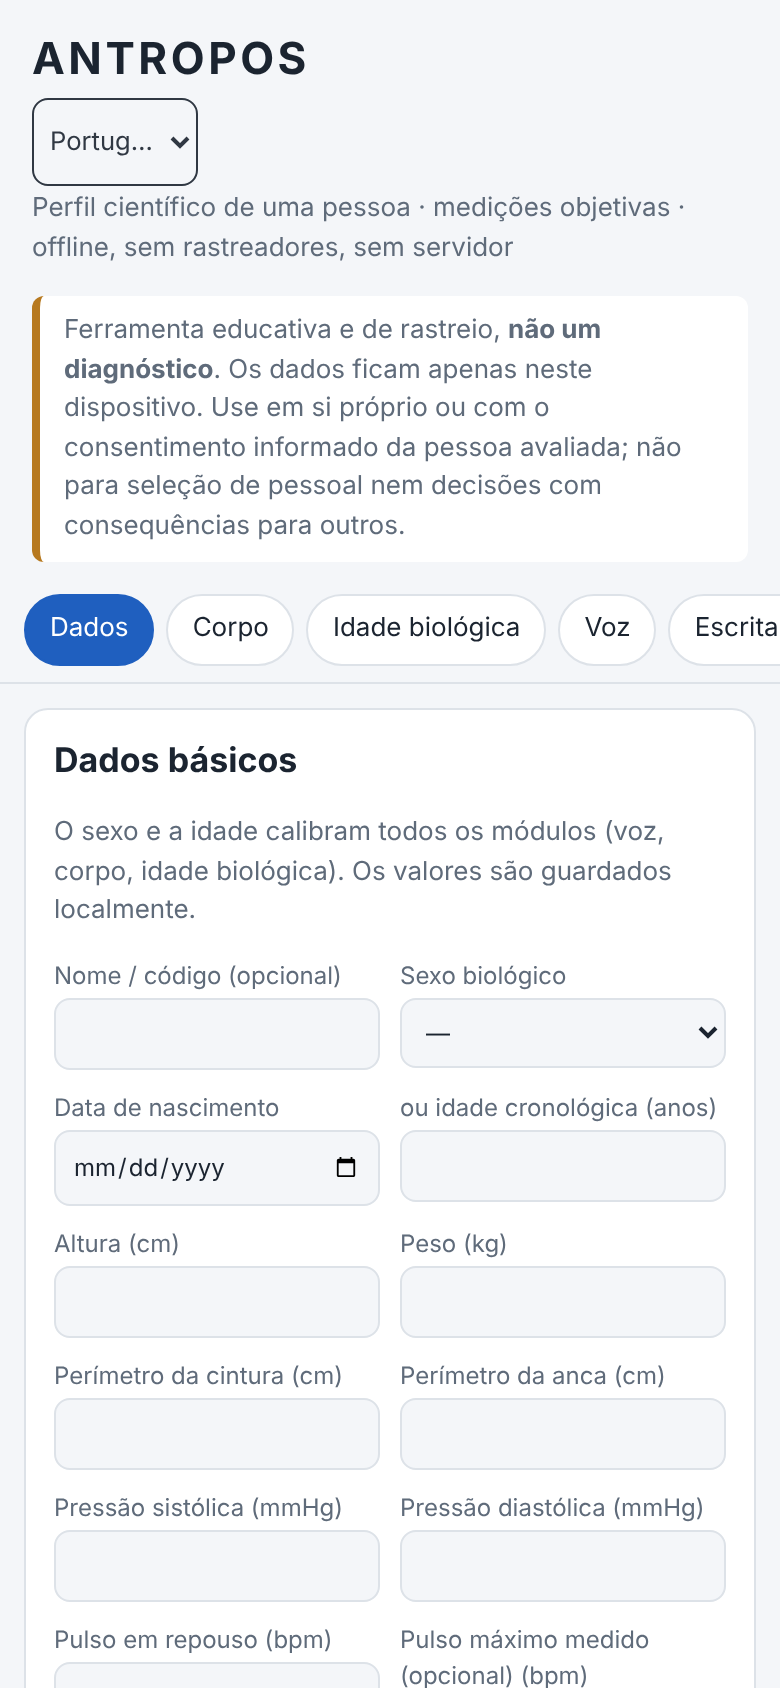 ANTROPOS
Portug...
Perfil científico de uma pessoa · medições objetivas ·
offline, sem rastreadores, sem servidor
Ferramenta educativa e de rastreio, não um
diagnóstico. Os dados ficam apenas neste
dispositivo. Use em si próprio ou com o
consentimento informado da pessoa avaliada; não
para seleção de pessoal nem decisões com
consequências para outros.
Dados Corpo Idade biológica Voz Escrita
Dados básicos
O sexo e a idade calibram todos os módulos (voz,
corpo, idade biológica). Os valores são guardados
localmente.
Nome / código (opcional) Sexo biológico
—
Data de nascimento ou idade cronológica (anos)
mm/dd/yyyy
Altura (cm) Peso (kg)
Perímetro da cintura (cm) Perímetro da anca (cm)
Pressão sistólica (mmHg) Pressão diastólica (mmHg)
Pulso em repouso (bpm) Pulso máximo medido
(opcional) (bpm)